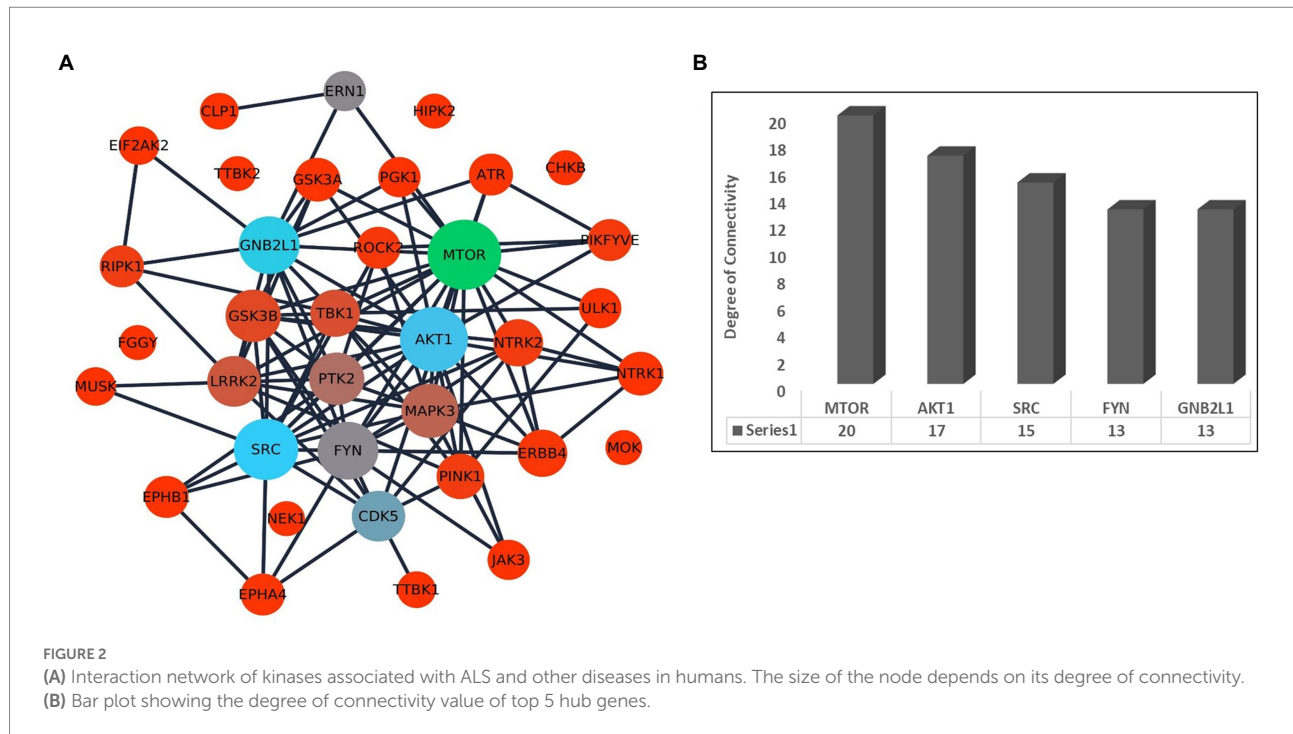 A
ERN1
CLP1
HIPK2
EIF2AK2
TTBK2
GSK3A
PGK1
ATR
CHKB
GNB2L1
ROCK2
MTOR
PIKFYVE
RIPK1
GSK3B
TBK1
ULK1
FGGY
AKT1
NTRK2
MUSK
LRRK2
PTK2
NTRK1
MAPK3
SRC
FYN
ERBB4
MOK
EPHB1
PINK1
NEK1
CDK5
JAK3
EPHA4
TTBK1
B
Degree of Connectivity
20
18
16
14
12
10
8
6
4
2
0
MTOR AKT1 SRC FYN GNB2L1
Series1 20 17 15 13 13
FIGURE 2
(A) Interaction network of kinases associated with ALS and other diseases in humans. The size of the node depends on its degree of connectivity.
(B) Bar plot showing the degree of connectivity value of top 5 hub genes.